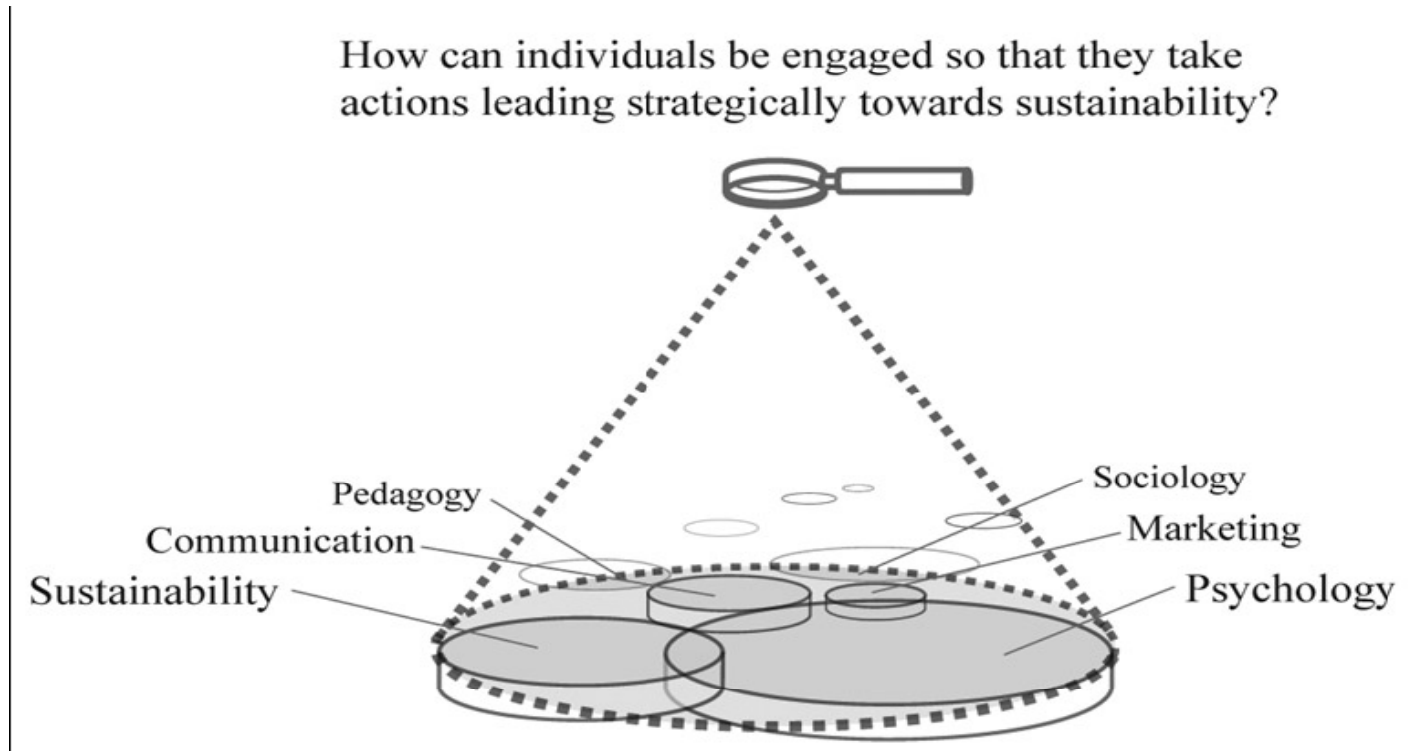 How can individuals be engaged so that they take
actions leading strategically towards sustainability?
Pedagogy
Sociology
Communication
Marketing
Sustainability
Psychology